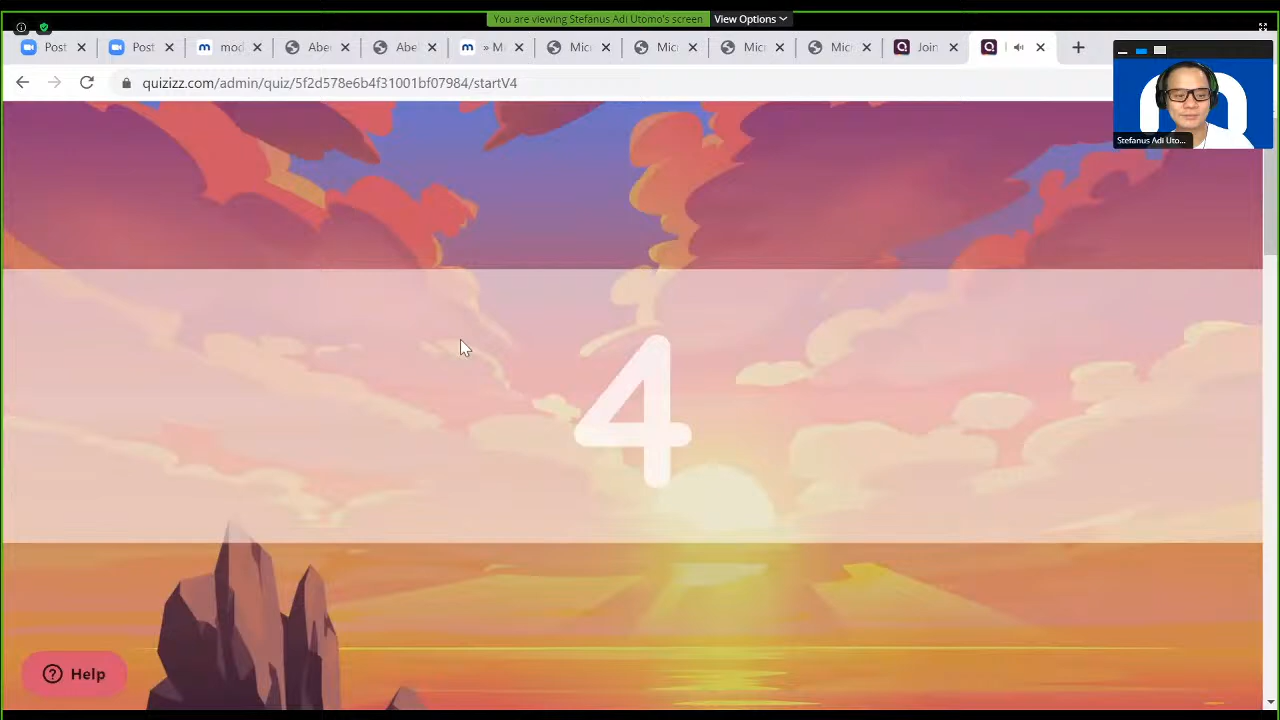 You are viewing Stefanus Adi Utomo's screen
View Options
Post
Post
mod
Abe
Abe
» M
Mic
Mic
Mic
Mic
Join
quizizz.com/admin/quiz/5f2d578e6b4f31001bf07984/startV4
Stefanus Adi Uto...
4
Help